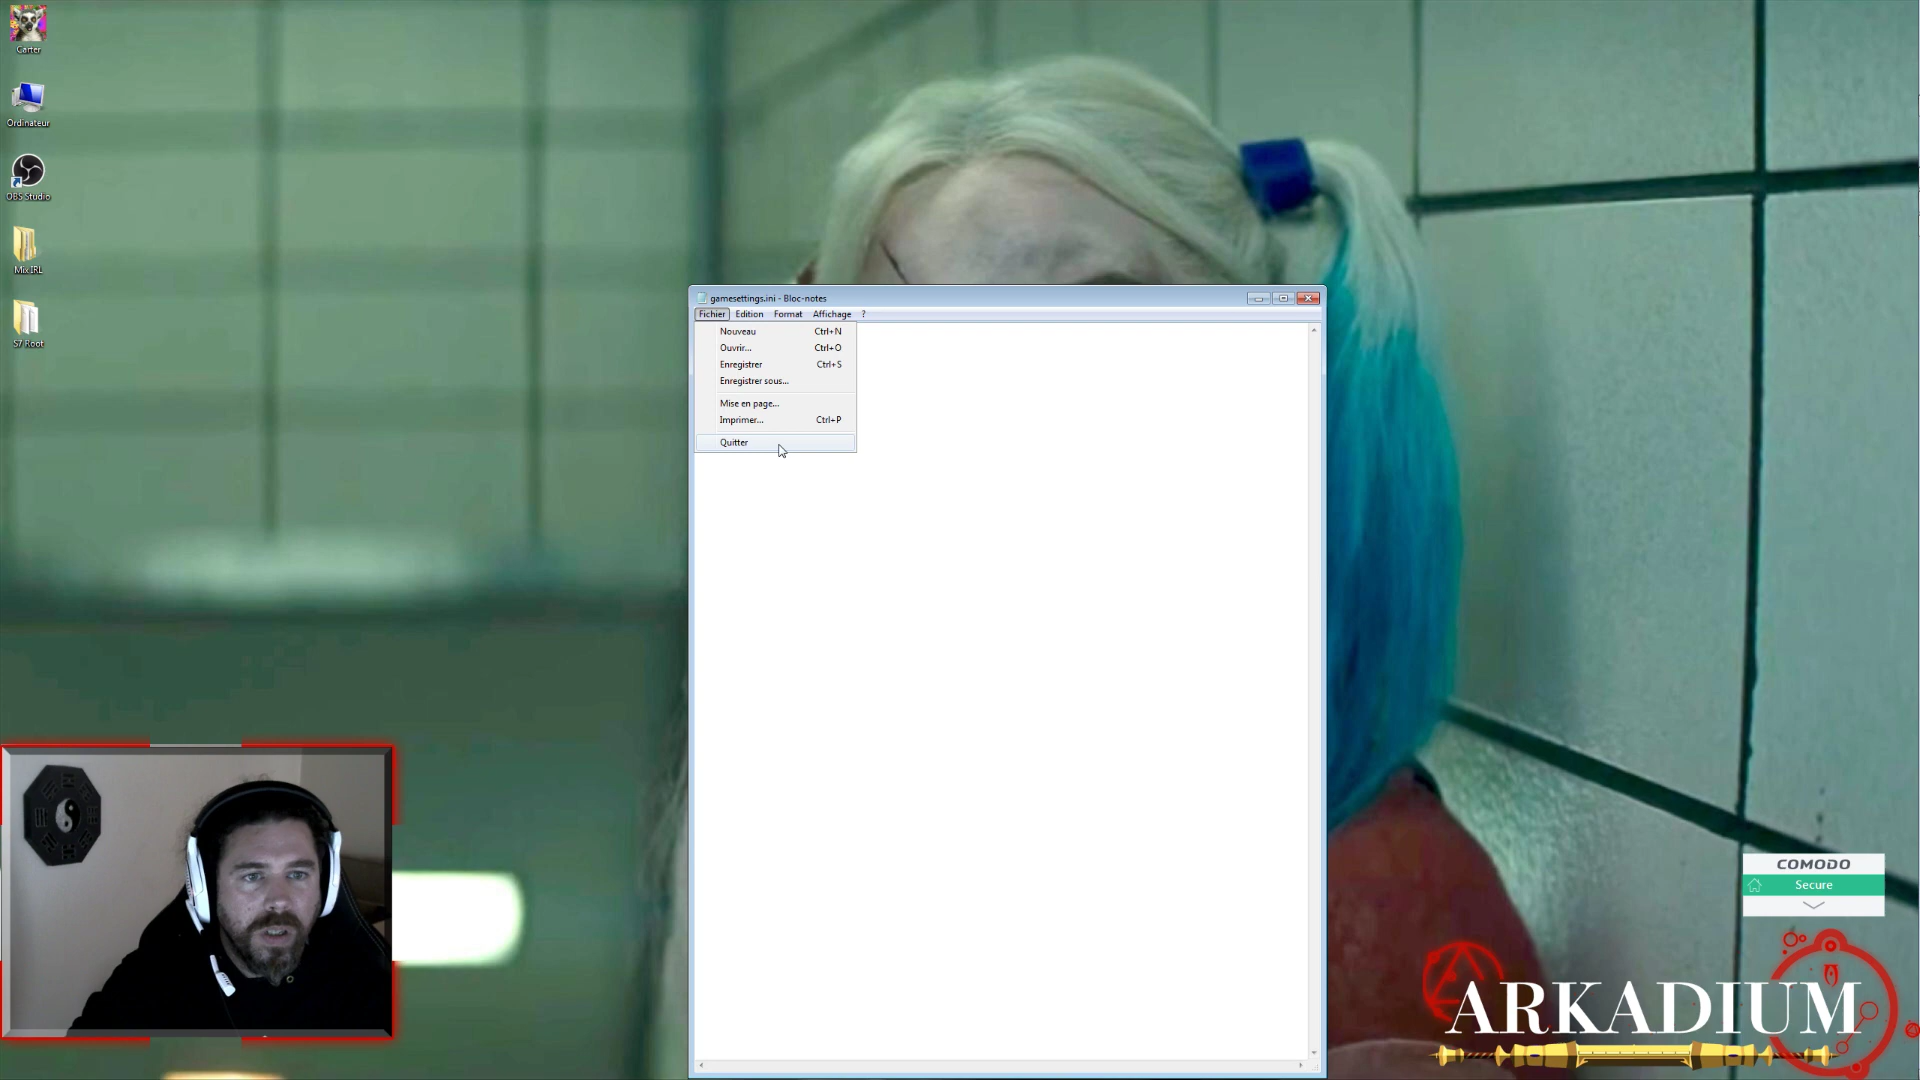 Carter
Ordinateur
OBS Studio
Mix IRL
S7 Root
gamesettings.ini - Bloc-notes
Fichier Edition Format Affichage ?
Nouveau Ctrl+N
Ouvrir... Ctrl+O
Enregistrer Ctrl+S
Enregistrer sous...
Mise en page...
Imprimer... Ctrl+P
Quitter
COMODO
Secure
ARKADIUM